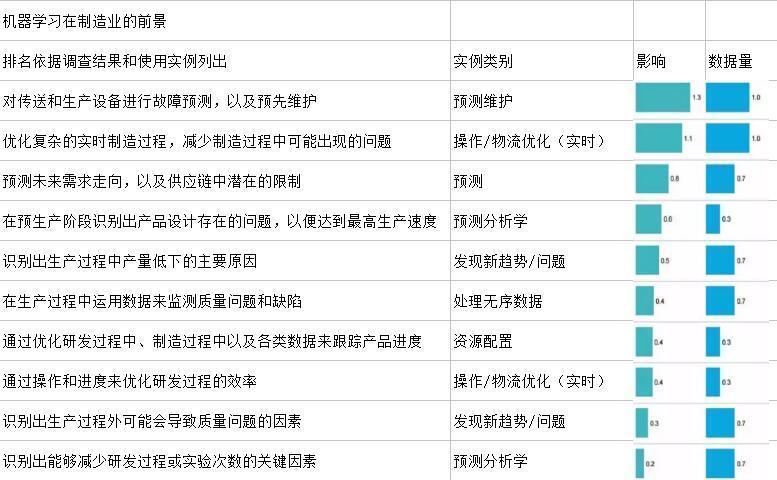 机器学习在制造业的前景
排名依据调查结果和使用实例列出 实例类别 影响 数据量
对传送和生产设备进行故障预测，以及预先维护 预测维护 1.3 1.0
优化复杂的实时制造过程，减少制造过程中可能出现的问题 操作/物流优化（实时） 1.1 1.0
预测未来需求走向，以及供应链中潜在的限制 预测 0.8 0.7
在预生产阶段识别出产品设计存在的问题，以便达到最高生产速度 预测分析学 0.6 0.3
识别出生产过程中产量低下的主要原因 发现新趋势/问题 0.5 0.7
在生产过程中运用数据来监测质量问题和缺陷 处理无序数据 0.4 0.7
通过优化研发过程中、制造过程中以及各类数据来跟踪产品进度 资源配置 0.4 0.3
通过操作和进度来优化研发过程的效率 操作/物流优化（实时） 0.4 0.3
识别出生产过程外可能会导致质量问题的因素 发现新趋势/问题 0.3 0.7
识别出能够减少研发过程或实验次数的关键因素 预测分析学 0.2 0.7